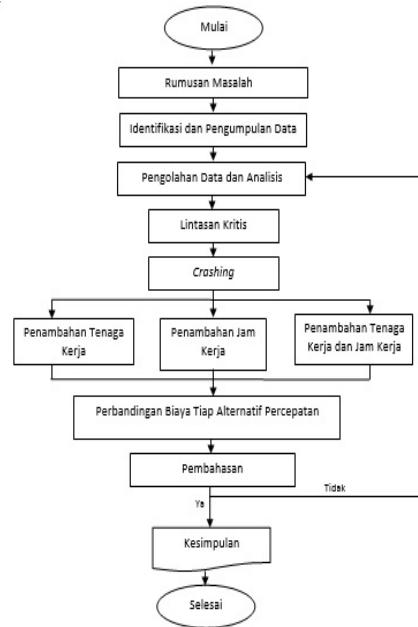 Mulai
Rumusan Masalah
Identifikasi dan Pengumpulan Data
Pengolahan Data dan Analisis
Lintasan Kritis
Crashing
Penambahan Tenaga
Kerja
Penambahan Jam
Kerja
Penambahan Tenaga
Kerja dan Jam Kerja
Perbandingan Biaya Tiap Alternatif Percepatan
Pembahasan
Tidak
Ya
Kesimpulan
Selesai